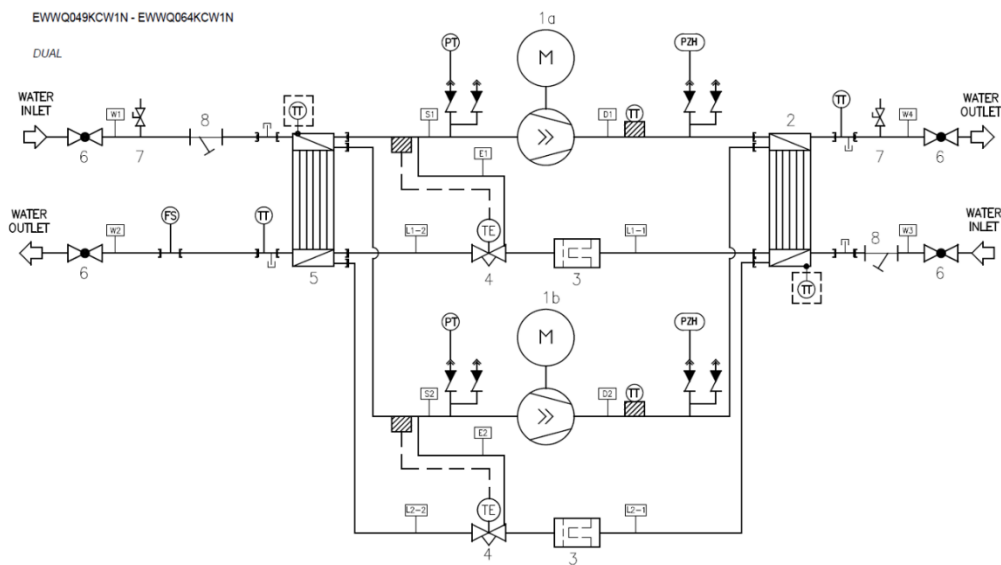 EWWQ049KCW1N - EWWQ064KCW1N
DUAL
1a
PT
M
PZH
WATER
INLET
W1
8
TT
S1
D1
TT
2
TT
W4
WATER
OUTLET
6
7
7
6
E1
WATER
OUTLET
W2
FS
TT
L1-2
TE
L1-1
8
W3
WATER
INLET
6
5
4
3
6
TT
1b
PT
M
PZH
S2
D2
TT
E2
L2-2
TE
L2-1
4
3